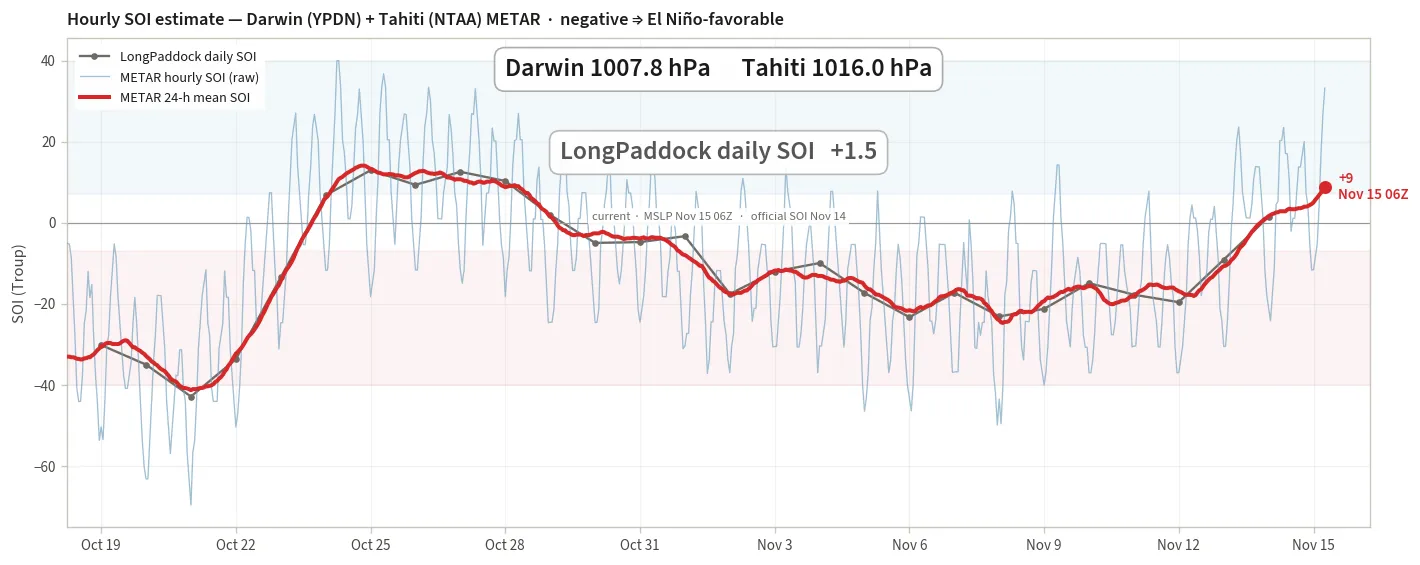 Hourly SOI estimate — Darwin (YPDN) + Tahiti (NTAA) METAR · negative ⇒ El Niño-favorable
LongPaddock daily SOI
METAR hourly SOI (raw)
METAR 24-h mean SOI
Darwin 1007.8 hPa Tahiti 1016.0 hPa
LongPaddock daily SOI +1.5
current · MSLP Nov 15 06Z · official SOI Nov 14
+9
Nov 15 06Z
SOI (Troup)
40
20
0
−20
−40
−60
Oct 19 Oct 22 Oct 25 Oct 28 Oct 31 Nov 3 Nov 6 Nov 9 Nov 12 Nov 15